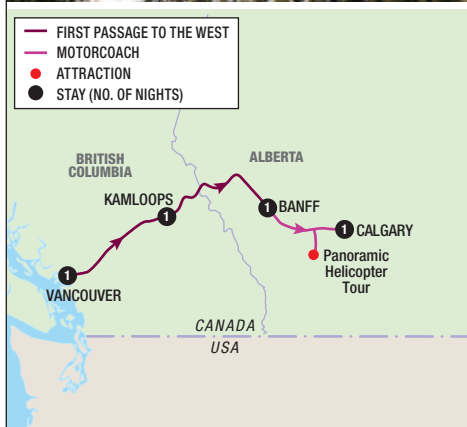 FIRST PASSAGE TO THE WEST
MOTORCOACH
ATTRACTION
STAY (NO. OF NIGHTS)
1
BRITISH
COLUMBIA
ALBERTA
KAMLOOPS
1
1
BANFF
1
CALGARY
1
VANCOUVER
Panoramic
Helicopter
Tour
CANADA
USA